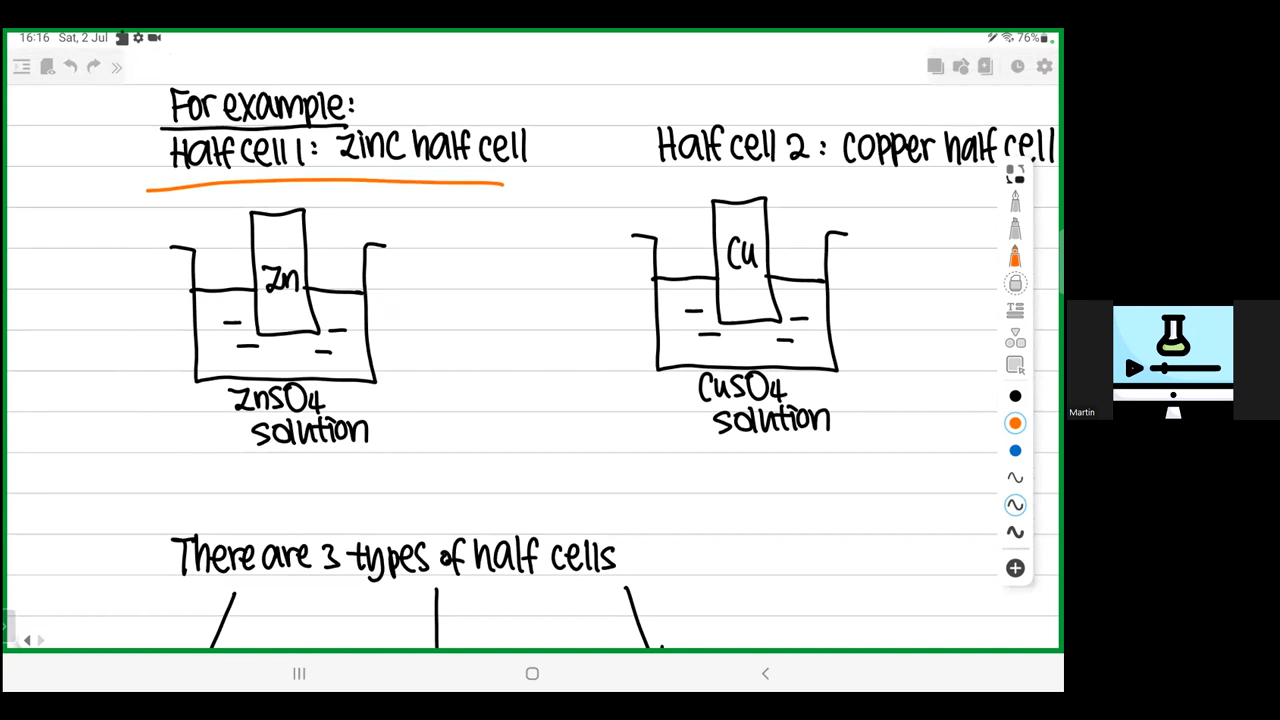 16:16 Sat, 2 Jul
76%
For example:
Half cell 1: Zinc half cell
Half cell 2: Copper half cell
Zn
Cu
ZnSO4
solution
CuSO4
solution
There are 3 types of half cells
Martin